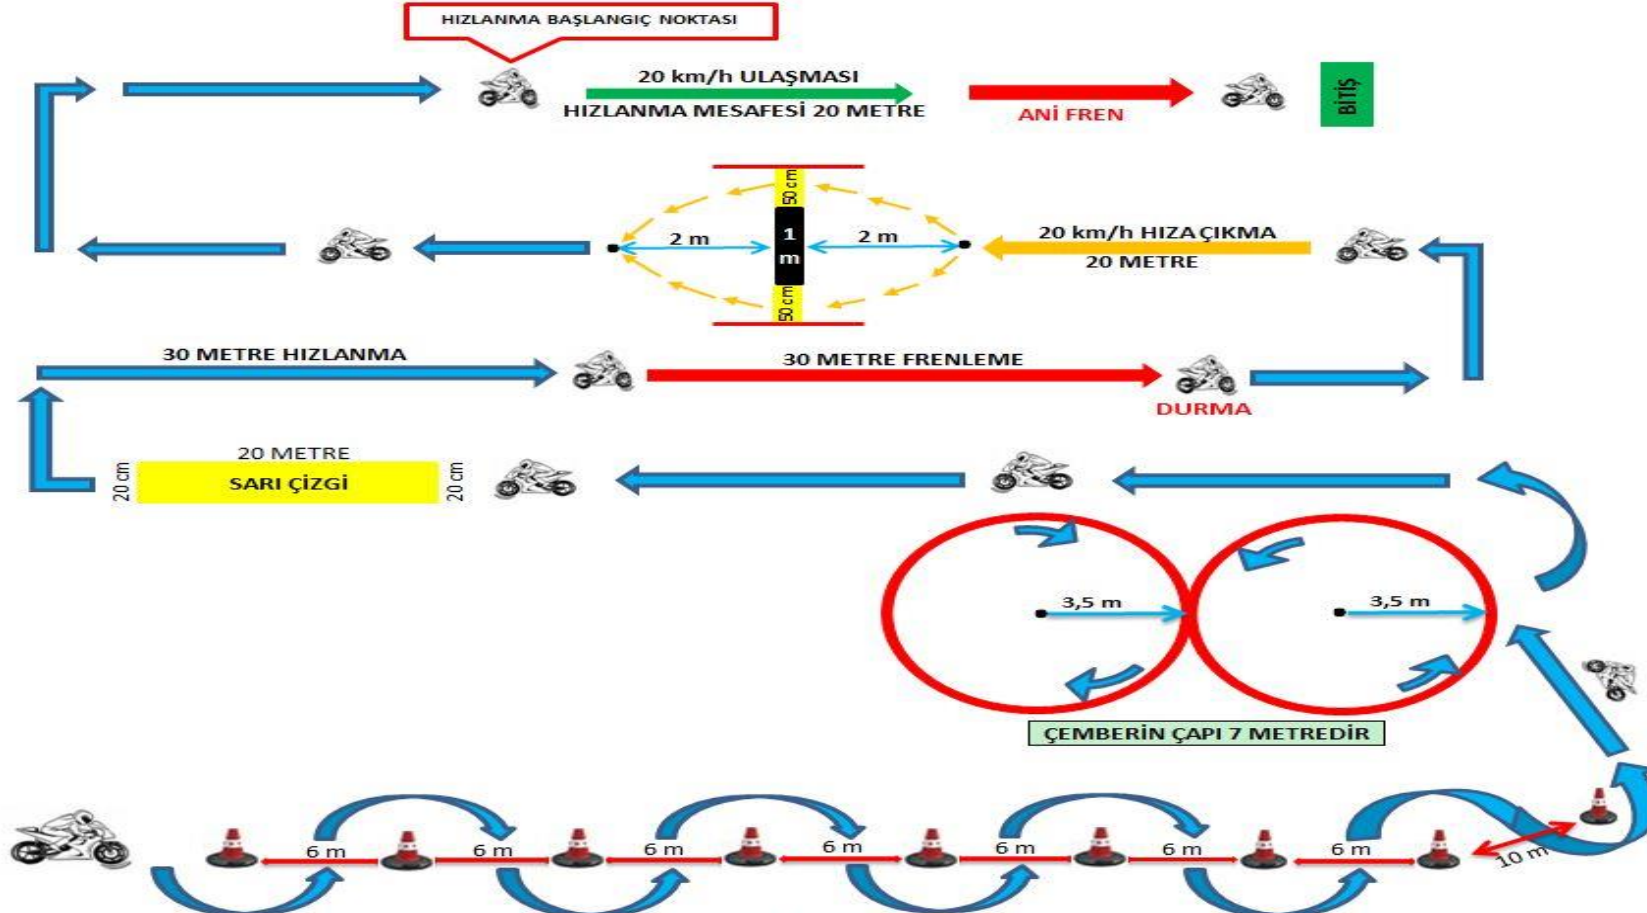 HIZLANMA BAŞLANGIÇ NOKTASI
20 km/h ULAŞMASI
HIZLANMA MESAFESİ 20 METRE
ANİ FREN
BİTİŞ
50 cm
2 m
1
m
2 m
50 cm
20 km/h HIZA ÇIKMA
20 METRE
30 METRE HIZLANMA
30 METRE FRENLEME
DURMA
20 METRE
20 cm
SARI ÇİZGİ
20 cm
3,5 m
3,5 m
ÇEMBERİN ÇAPI 7 METREDİR
6 m
6 m
6 m
6 m
6 m
6 m
6 m
10 m